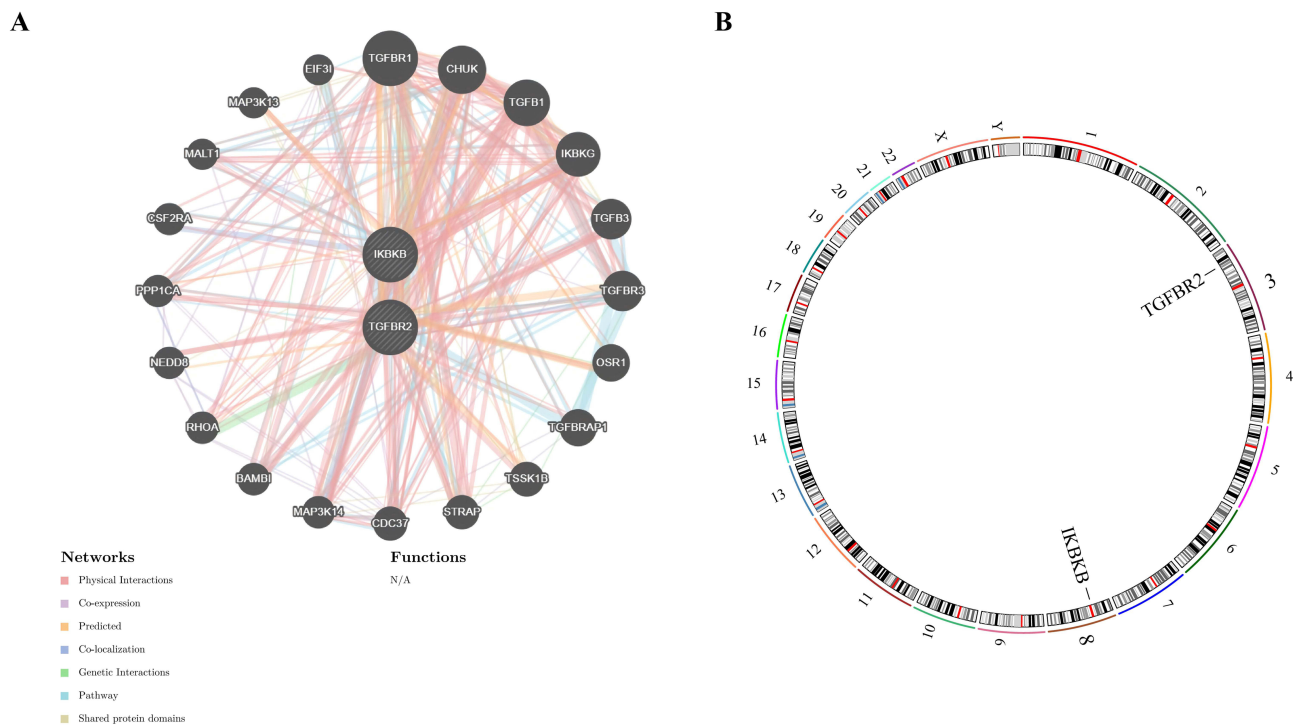 A
TGFBR1
CHUK
TGFB1
IKBKG
TGFB3
TGFBR3
OSR1
TGFBRAP1
TSSK1B
STRAP
CDC37
MAP3K14
BAMBI
RHOA
NEDD8
PPP1CA
CSF2RA
MALT1
MAP3K13
EIF3I
IKBKB
TGFBR2
Networks
Physical Interactions
Co-expression
Predicted
Co-localization
Genetic Interactions
Pathway
Shared protein domains
Functions
N/A
B
1
2
3
4
5
6
7
8
9
10
11
12
13
14
15
16
17
18
19
20
21
22
X
Y
TGFBR2
IKBKB